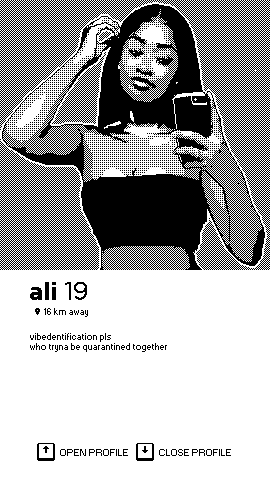 ali 19
16 km away
vibedentification pls
who tryna be quarantined together
OPEN PROFILE CLOSE PROFILE